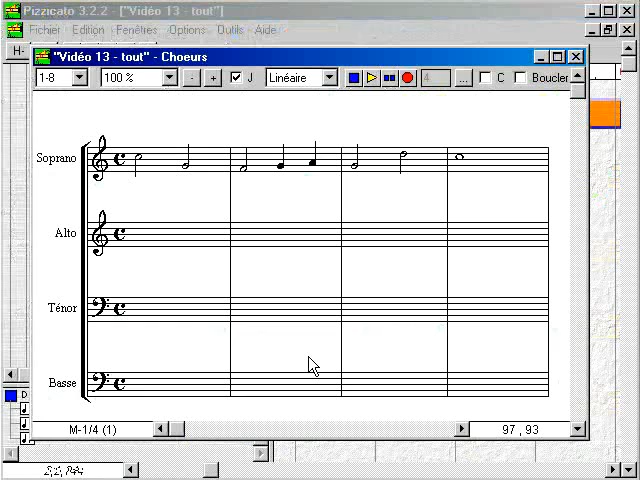 Pizzicato 3.2.2 - ["Vidéo 13 - tout"]
Fichier Edition Fenêtres Options Outils Aide
H-
"Vidéo 13 - tout" - Choeurs
1-8 100 % - + J Linéaire 4 ... C Boucler
Soprano
Alto
Ténor
Basse
D
M-1/4 (1) 97 , 93